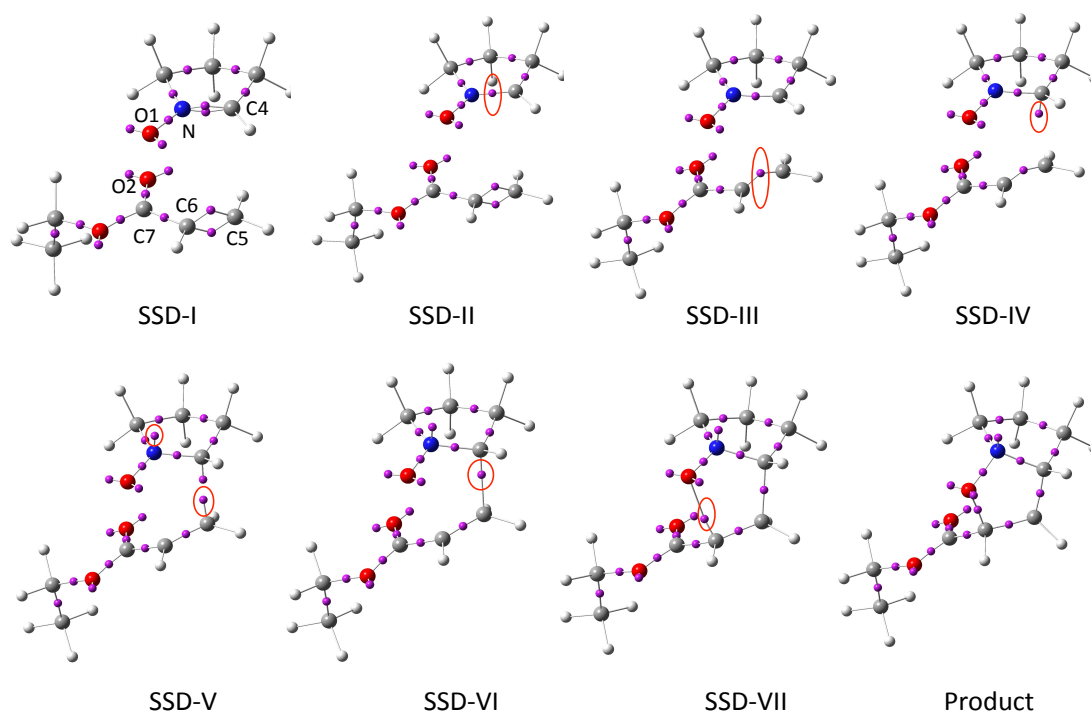 O1
N
C4
O2
C6
C7
C5
SSD-I
SSD-II
SSD-III
SSD-IV
SSD-V
SSD-VI
SSD-VII
Product